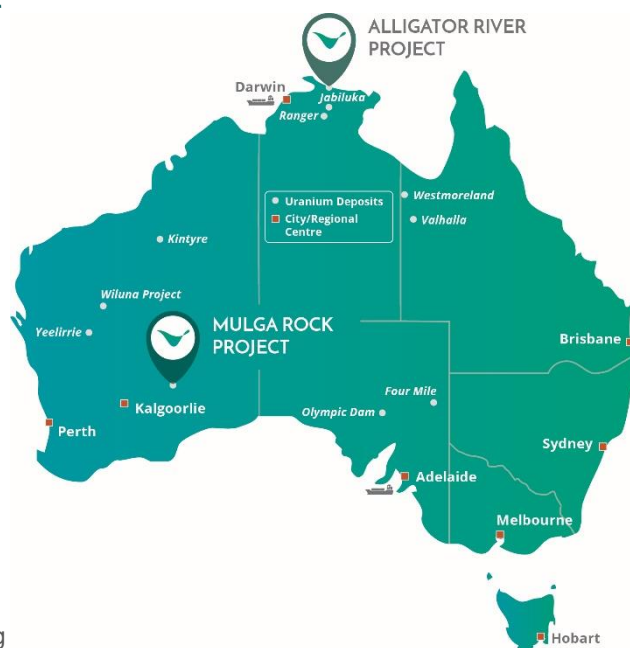 ALLIGATOR RIVER
PROJECT
Darwin
Jabiluka
Ranger
Uranium Deposits
City/Regional
Centre
Westmoreland
Valhalla
Kintyre
Wiluna Project
Yeelirrie
MULGA ROCK
PROJECT
Brisbane
Four Mile
Kalgoorlie
Olympic Dam
Perth
Sydney
Adelaide
Melbourne
Hobart
g